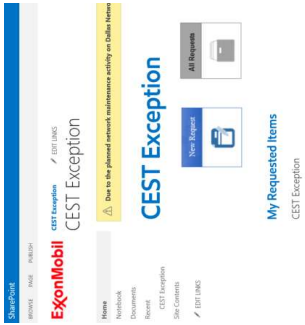 SharePoint
BROWSE PAGE PUBLISH
ExxonMobil
CEST Exception EDIT LINKS
CEST Exception
Home
Notebook
Documents
Recent
CEST Exception
Site Contents
EDIT LINKS
Due to the planned network maintenance activity on Dallas Netwo
CEST Exception
New Request
All Requests
My Requested Items
CEST Exception